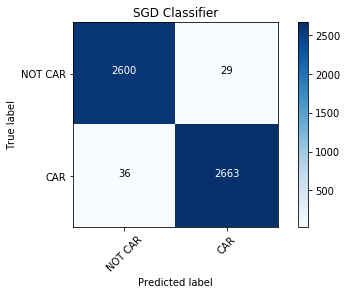 SGD Classifier
True label
NOT CAR
2600
29
CAR
36
2663
NOT CAR
CAR
Predicted label
2500
2000
1500
1000
500